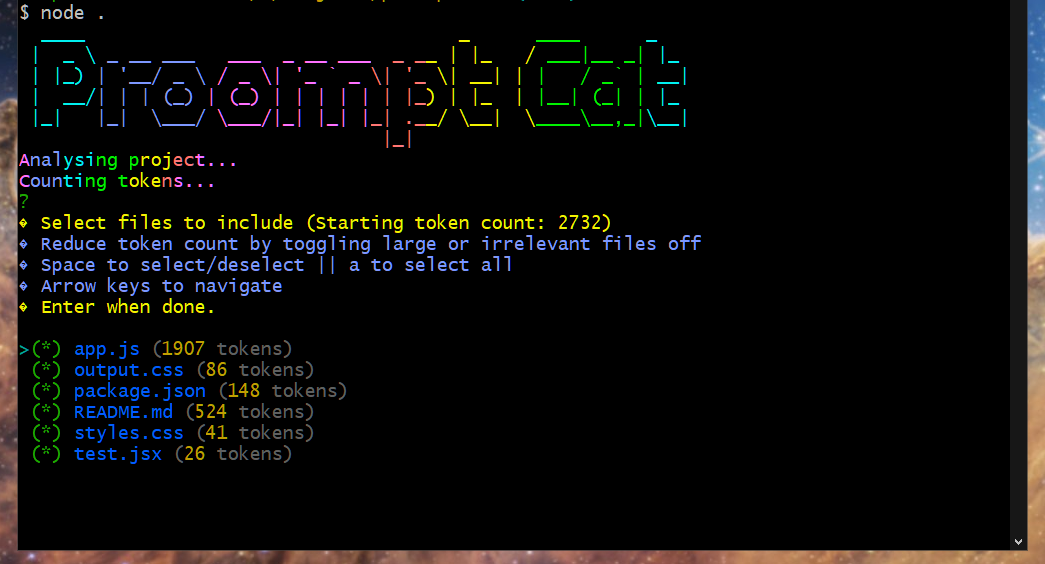 $ node .
Proompt Cat
Analysing project...
Counting tokens...
?
� Select files to include (Starting token count: 2732)
� Reduce token count by toggling large or irrelevant files off
� Space to select/deselect || a to select all
� Arrow keys to navigate
� Enter when done.
>(*) app.js (1907 tokens)
(*) output.css (86 tokens)
(*) package.json (148 tokens)
(*) README.md (524 tokens)
(*) styles.css (41 tokens)
(*) test.jsx (26 tokens)